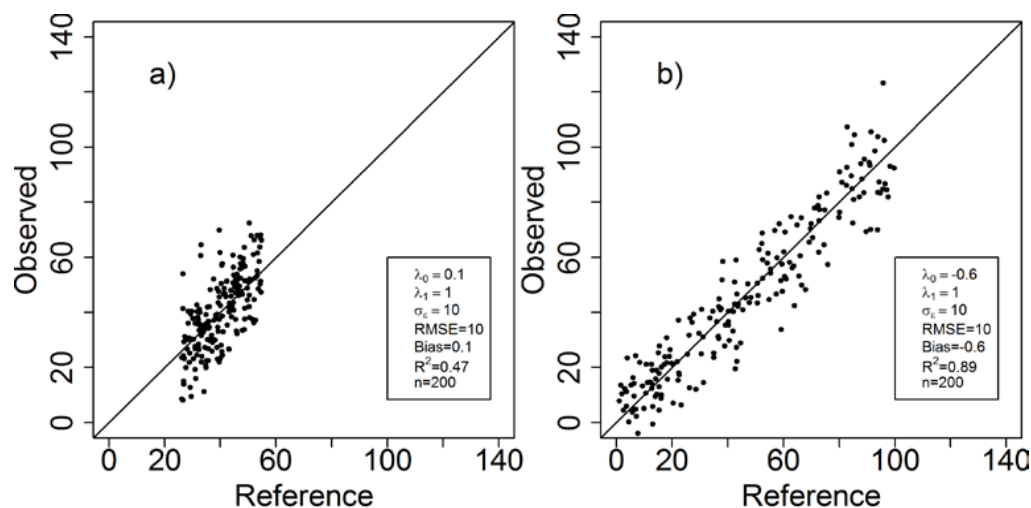 a)
Observed
140
100
60
20
0
0
20
60
100
140
Reference
λ₀ = 0.1
λ₁ = 1
σ_ε = 10
RMSE=10
Bias=0.1
R²=0.47
n=200
b)
Observed
140
100
60
20
0
0
20
60
100
140
Reference
λ₀ = -0.6
λ₁ = 1
σ_ε = 10
RMSE=10
Bias=-0.6
R²=0.89
n=200